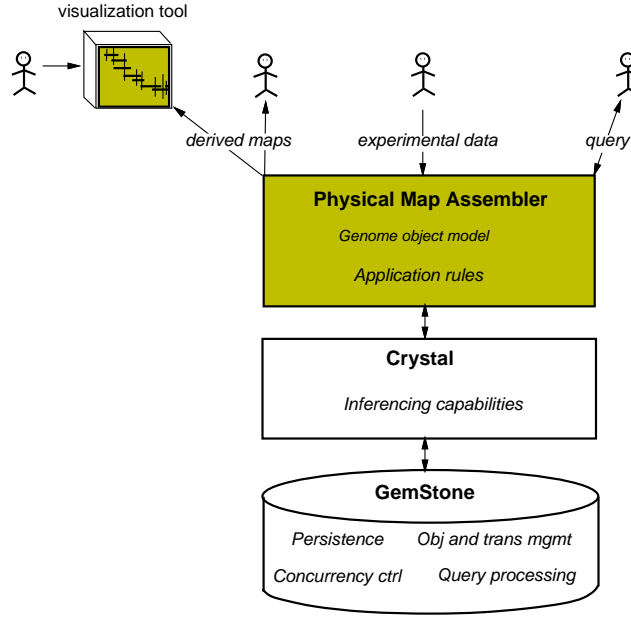 visualization tool
derived maps
experimental data
query
Physical Map Assembler
Genome object model
Application rules
Crystal
Inferencing capabilities
GemStone
Persistence Obj and trans mgmt
Concurrency ctrl Query processing